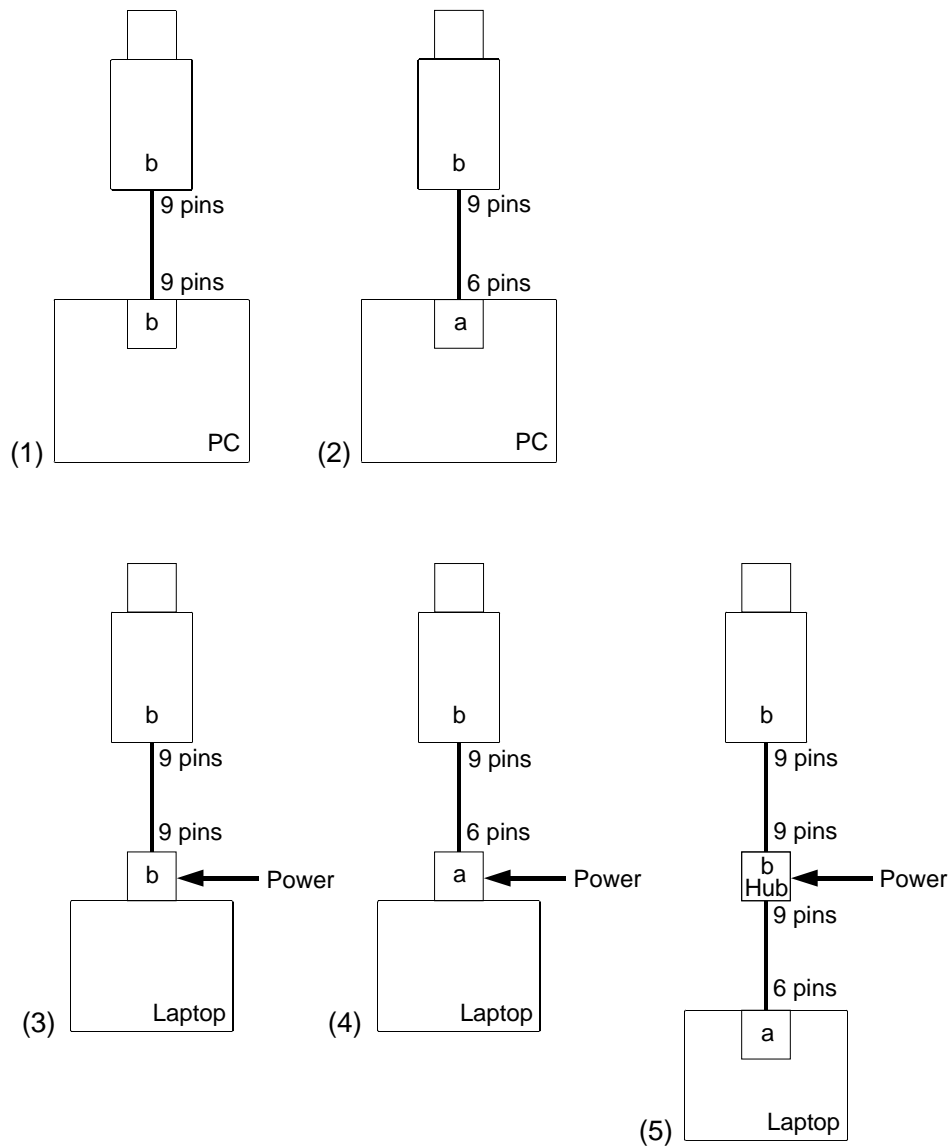 b
9 pins
9 pins
b
PC
(1)
b
9 pins
6 pins
a
PC
(2)
b
9 pins
9 pins
b
Power
Laptop
(3)
b
9 pins
6 pins
a
Power
Laptop
(4)
b
9 pins
9 pins
b
Hub
Power
9 pins
6 pins
a
Laptop
(5)